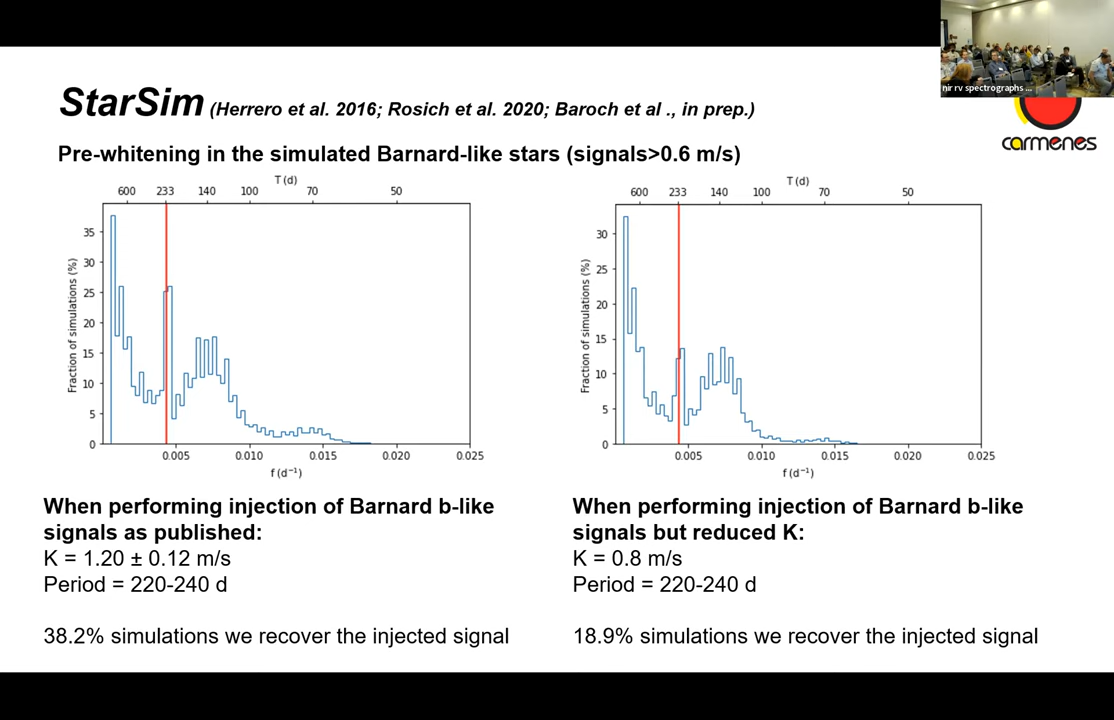 nir rv spectrographs ...
StarSim (Herrero et al. 2016; Rosich et al. 2020; Baroch et al ., in prep.)
carmenes
Pre-whitening in the simulated Barnard-like stars (signals>0.6 m/s)
T (d)
600 233 140 100 70 50
Fraction of simulations (%)
35
30
25
20
15
10
5
0
0.005 0.010 0.015 0.020 0.025
f (d⁻¹)
T (d)
600 233 140 100 70 50
Fraction of simulations (%)
30
25
20
15
10
5
0
0.005 0.010 0.015 0.020 0.025
f (d⁻¹)
When performing injection of Barnard b-like
signals as published:
K = 1.20 ± 0.12 m/s
Period = 220-240 d
38.2% simulations we recover the injected signal
When performing injection of Barnard b-like
signals but reduced K:
K = 0.8 m/s
Period = 220-240 d
18.9% simulations we recover the injected signal